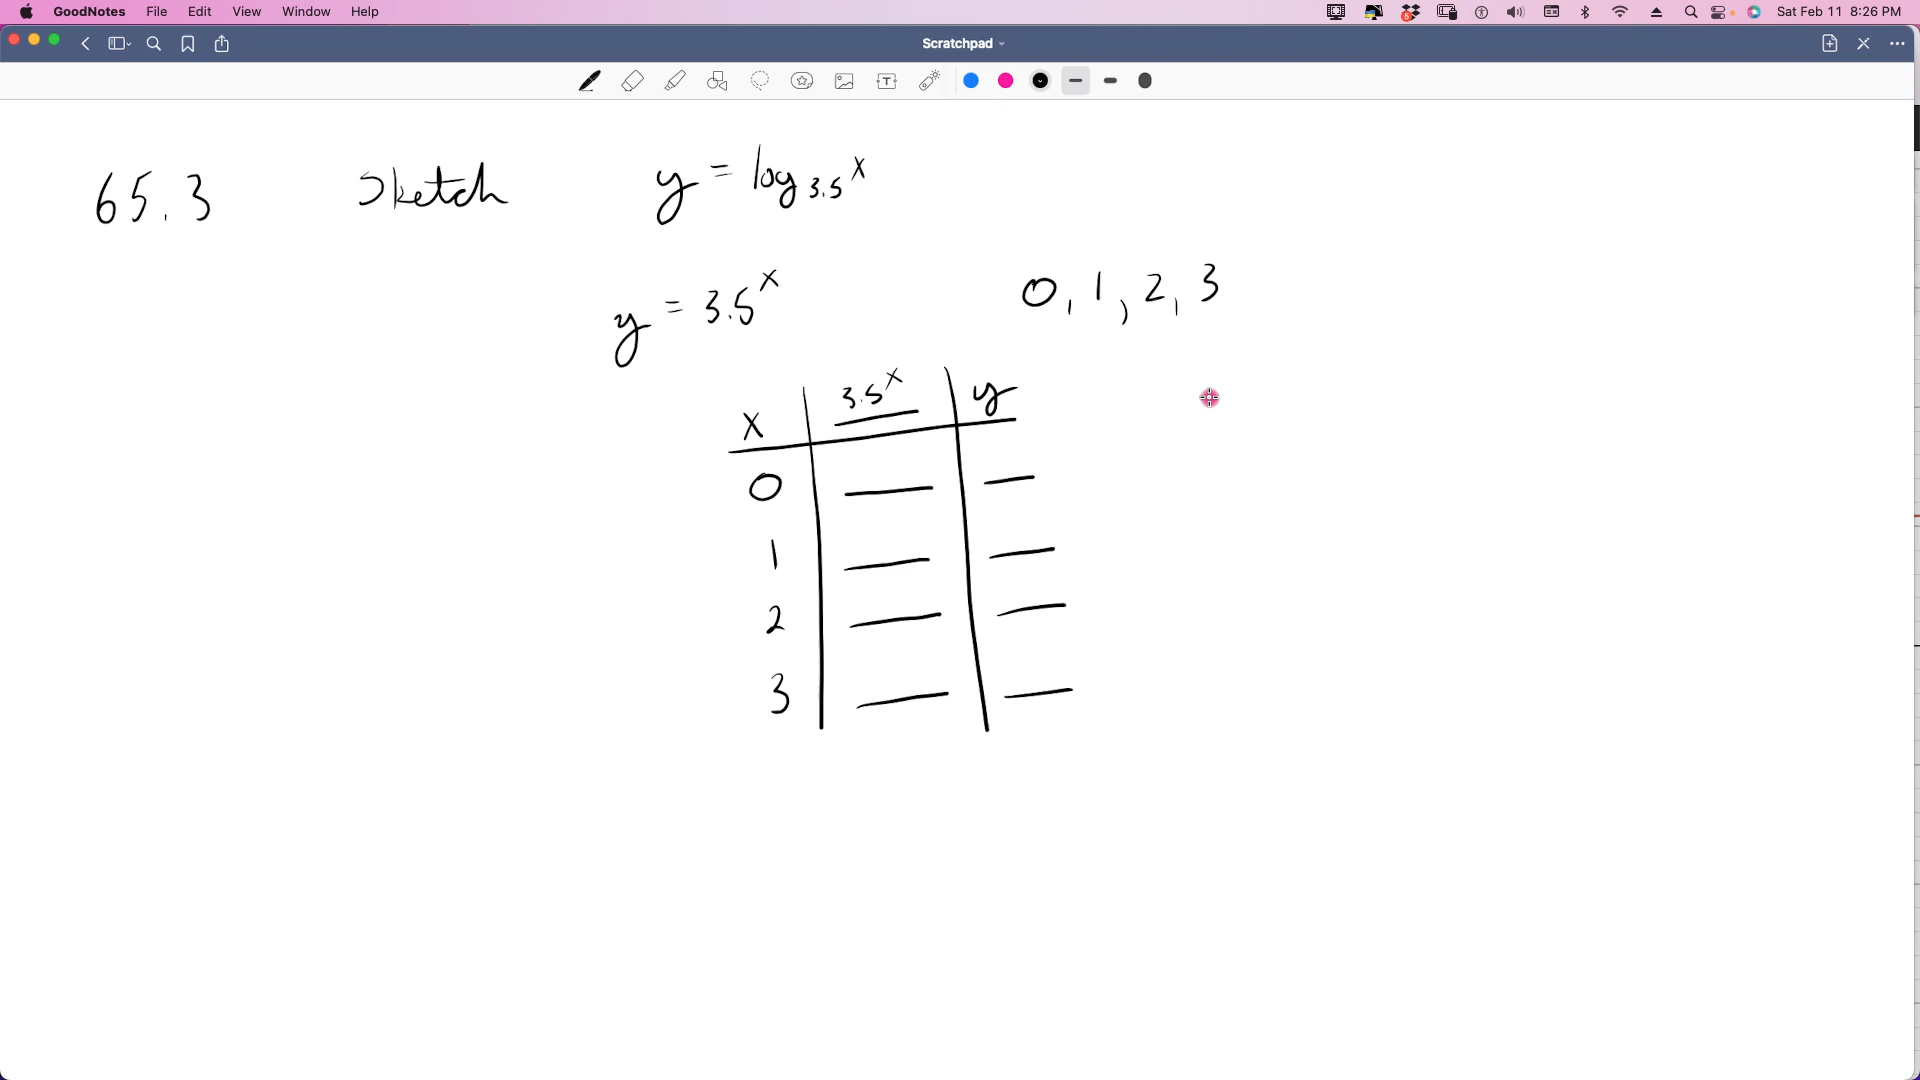 GoodNotes File Edit View Window Help Sat Feb 11 8:26 PM
Scratchpad
65.3 Sketch y = log₃.₅ x
y = 3.5ˣ 0, 1, 2, 3
x 3.5ˣ y
0
1
2
3